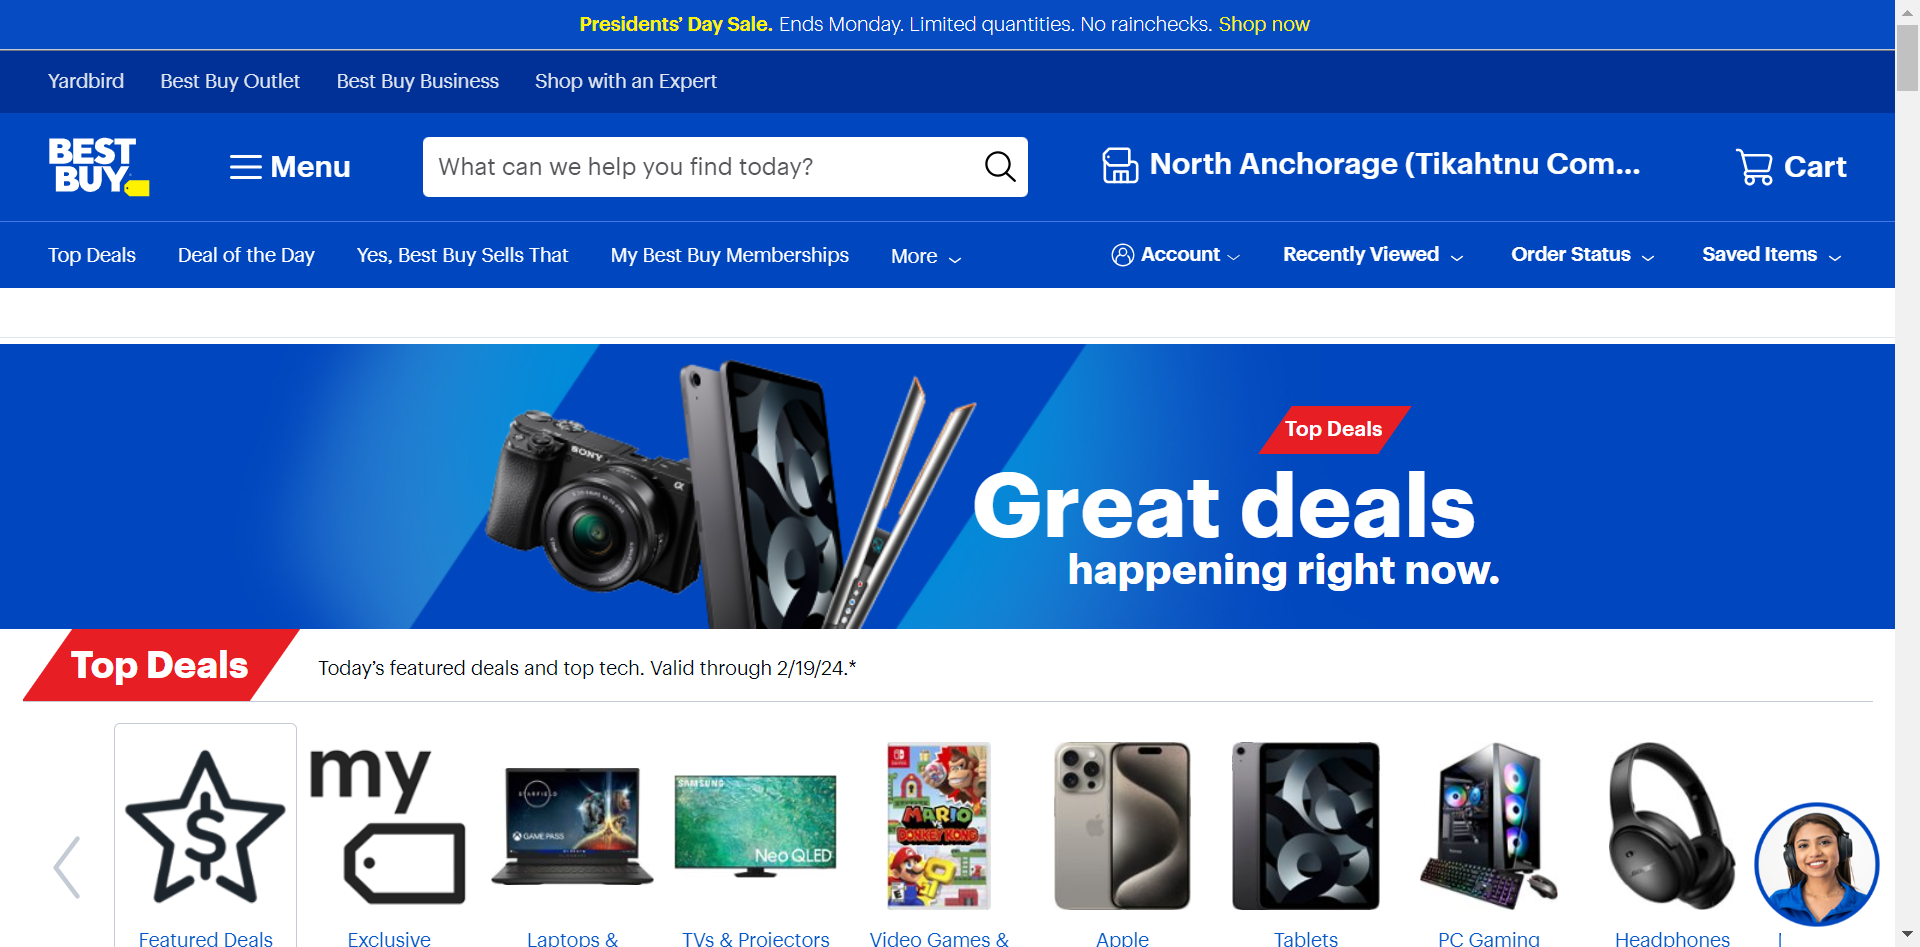 Presidents' Day Sale. Ends Monday. Limited quantities. No rainchecks. Shop now
Yardbird Best Buy Outlet Best Buy Business Shop with an Expert
BEST BUY
Menu
What can we help you find today?
North Anchorage (Tikahtnu Com...
Cart
Top Deals Deal of the Day Yes, Best Buy Sells That My Best Buy Memberships More
Account Recently Viewed Order Status Saved Items
SONY
α
Top Deals
Great deals
happening right now.
Top Deals
Today's featured deals and top tech. Valid through 2/19/24.*
my
STARFIELD
GAME PASS
SAMSUNG
Neo QLED
MARIO
VS
DONKEY KONG
Featured Deals
Exclusive
Laptops &
TVs & Projectors
Video Games &
Apple
Tablets
PC Gaming
Headphones